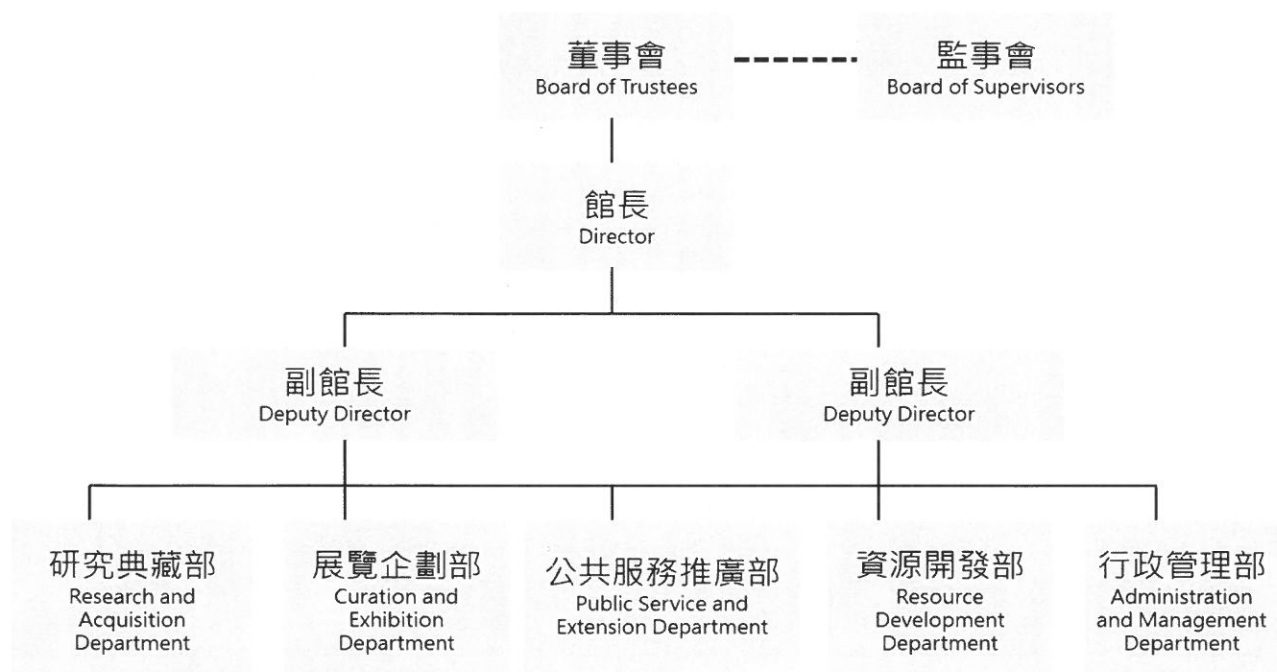 董事會
Board of Trustees
監事會
Board of Supervisors
館長
Director
副館長
Deputy Director
副館長
Deputy Director
研究典藏部
Research and
Acquisition
Department
展覽企劃部
Curation and
Exhibition
Department
公共服務推廣部
Public Service and
Extension Department
資源開發部
Resource
Development
Department
行政管理部
Administration
and Management
Department